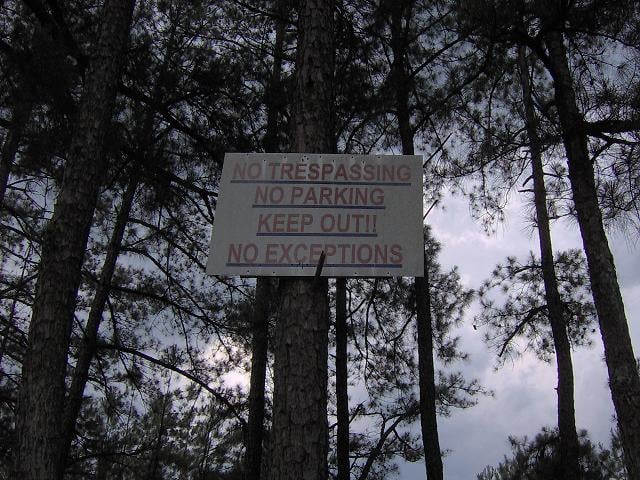 NO TRESPASSING
NO PARKING
KEEP OUT!!
NO EXCEPTIONS